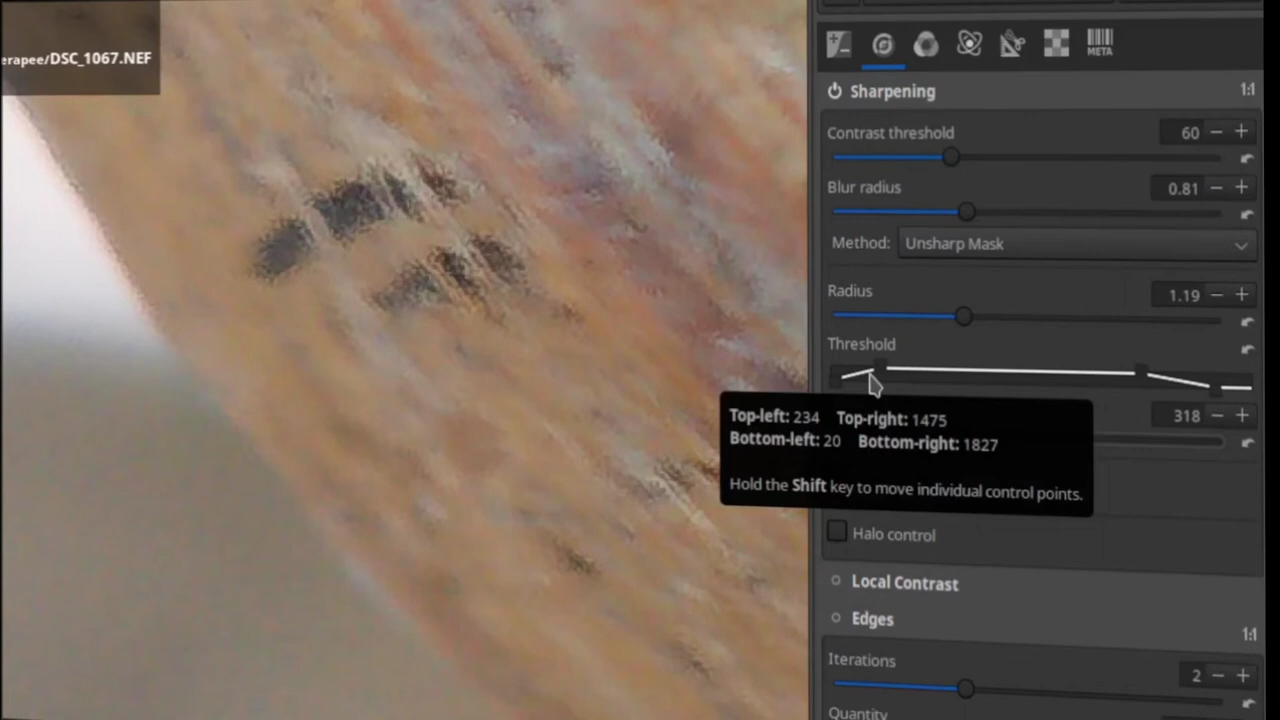 erapee/DSC_1067.NEF
META
Sharpening 1:1
Contrast threshold 60 − +
Blur radius 0.81 − +
Method: Unsharp Mask
Radius 1.19 − +
Threshold
318 − +
Top-left: 234 Top-right: 1475
Bottom-left: 20 Bottom-right: 1827
Hold the Shift key to move individual control points.
Halo control
Local Contrast
Edges 1:1
Iterations 2 − +
Quantity